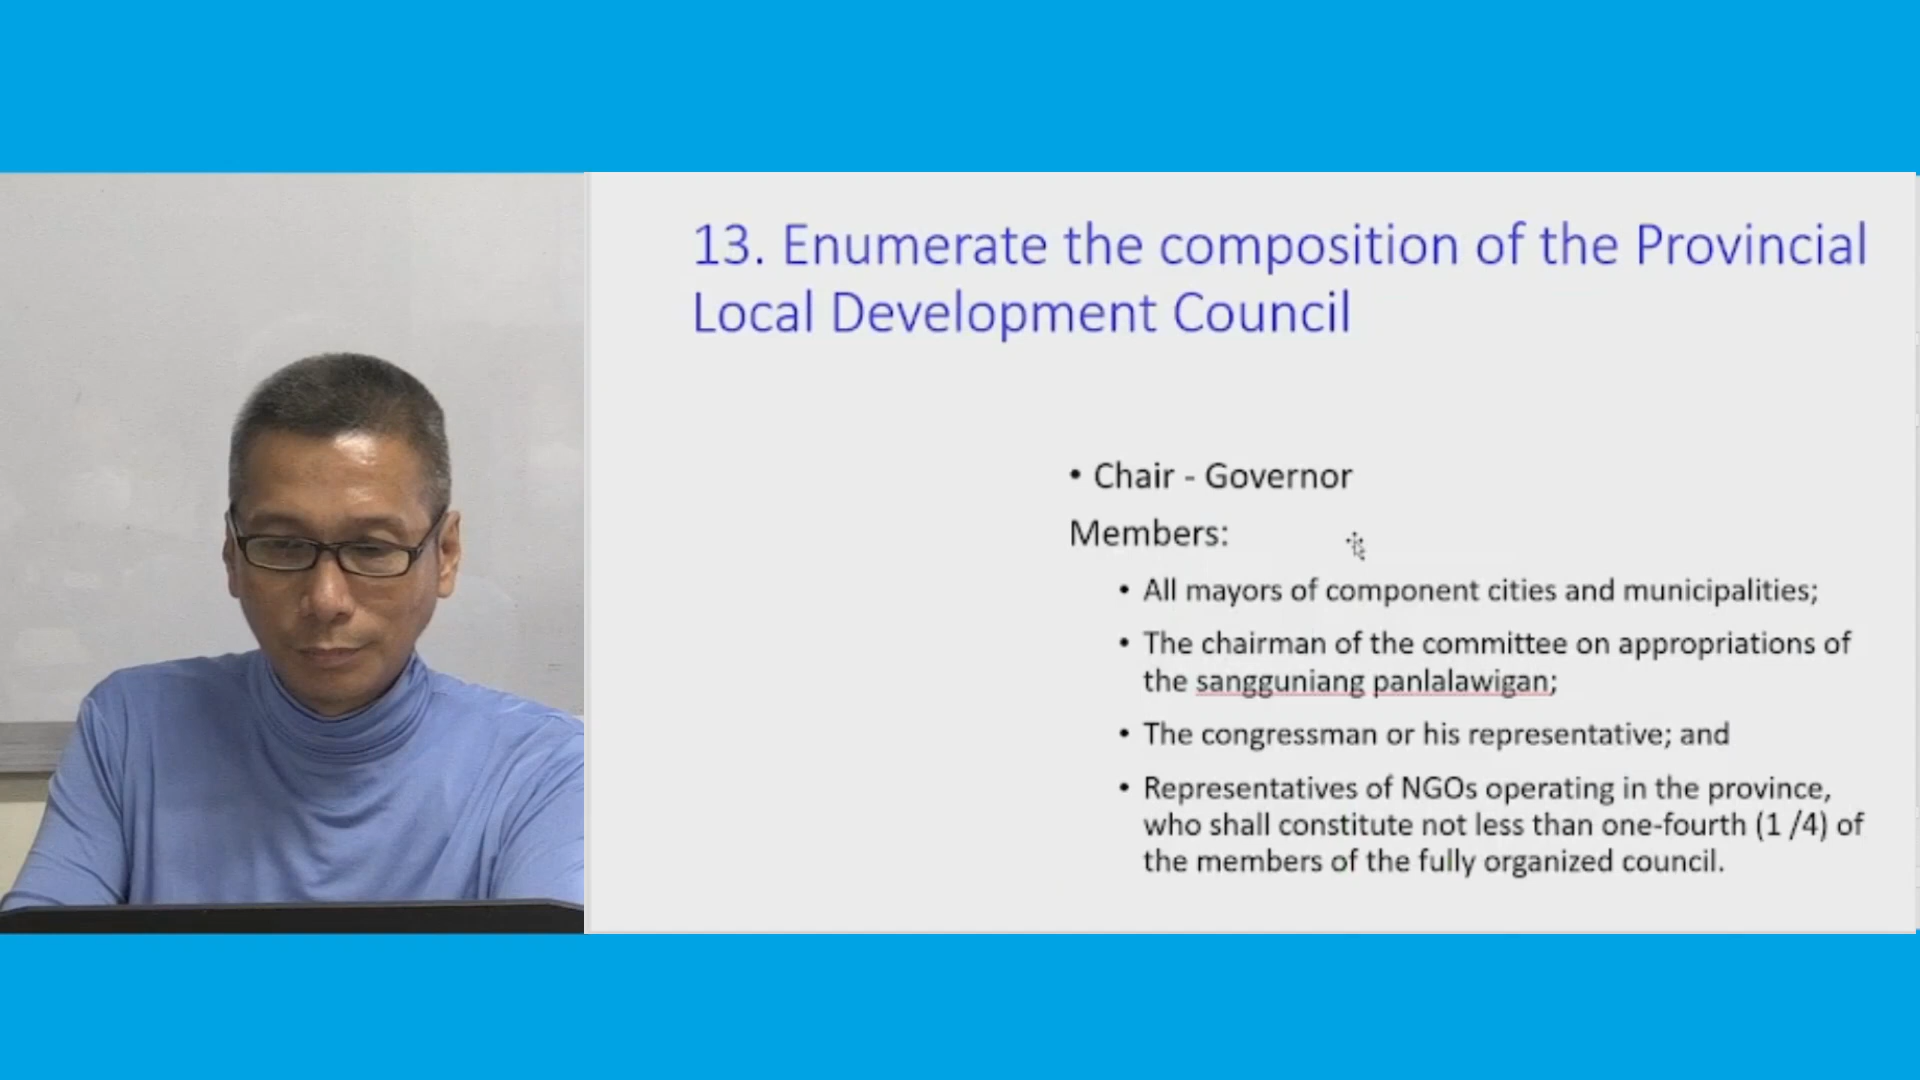 13. Enumerate the composition of the Provincial
Local Development Council
• Chair - Governor
Members:
• All mayors of component cities and municipalities;
• The chairman of the committee on appropriations of
the sangguniang panlalawigan;
• The congressman or his representative; and
• Representatives of NGOs operating in the province,
who shall constitute not less than one-fourth (1 /4) of
the members of the fully organized council.